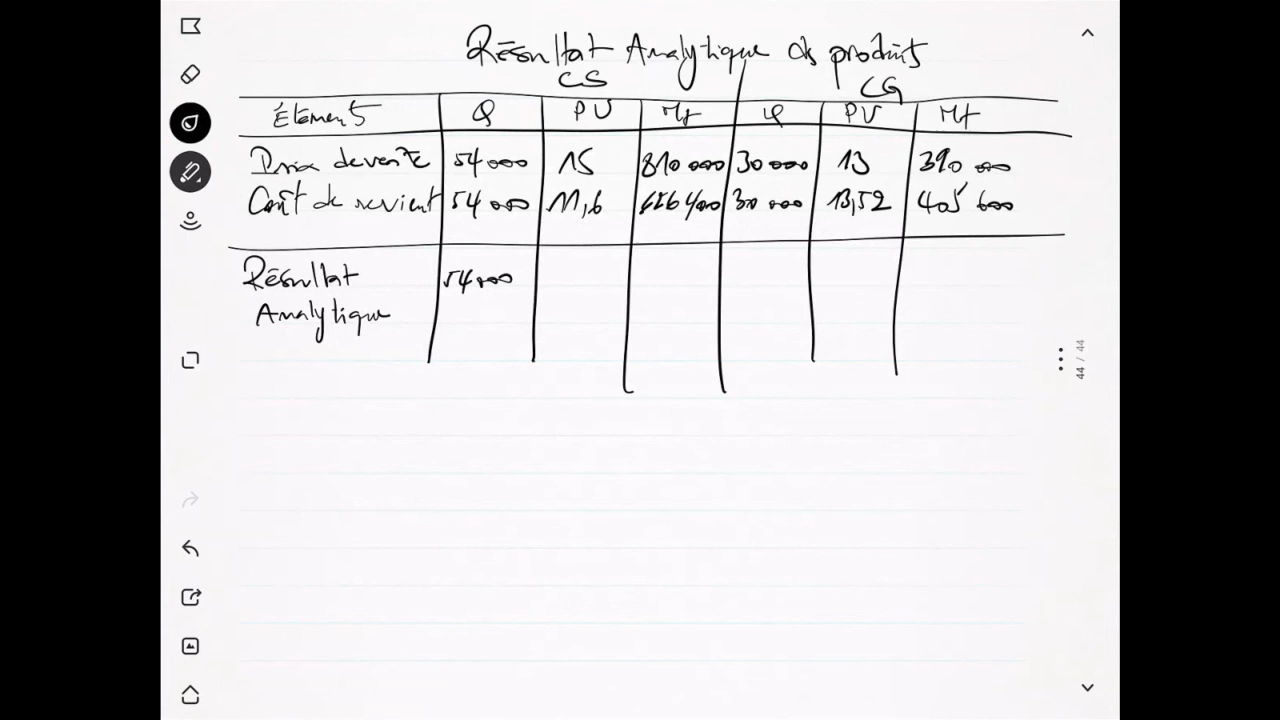 Résultat Analytique des produits
CS CG
Éléments Q PU Mt Q PU Mt
Prix de vente 54 000 15 810 000 30 000 13 390 000
Coût de revient 54 000 11,6 626 400 30 000 13,52 405 600
Résultat 54 000
Analytique
44 / 44